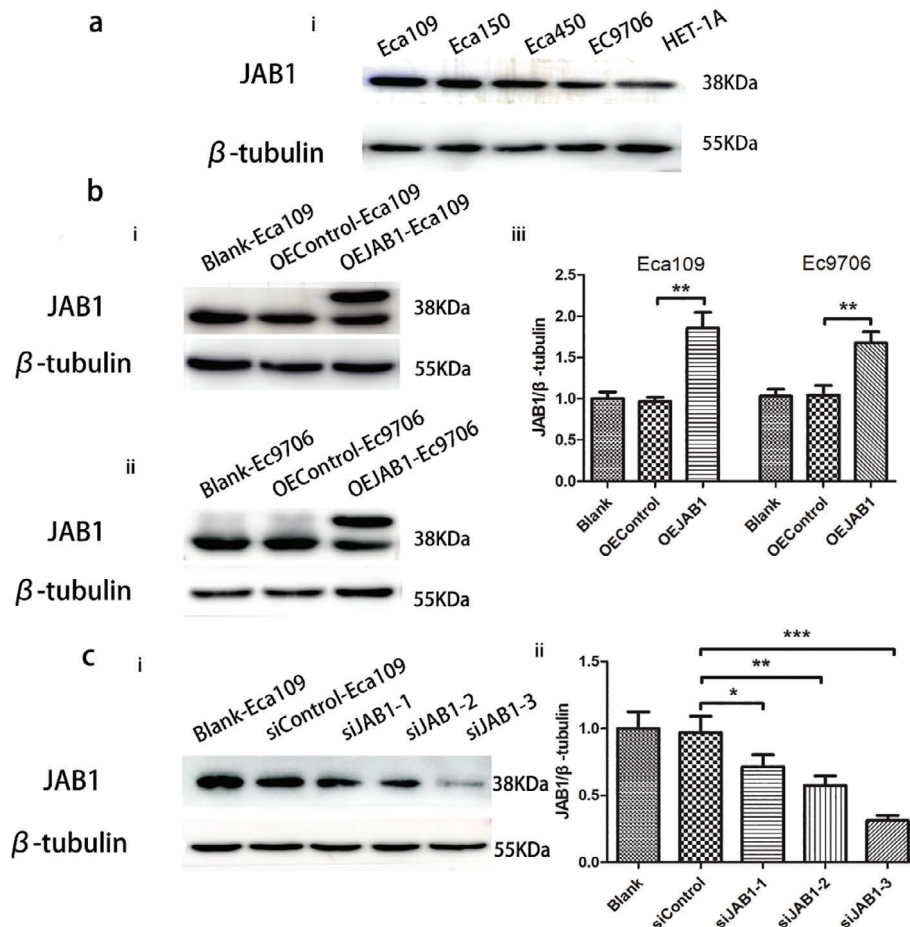 a
i
Eca109 Eca150 Eca450 EC9706 HET-1A
JAB1 38KDa
β-tubulin 55KDa
b
i
Blank-Eca109 OEControl-Eca109 OEJAB1-Eca109
JAB1 38KDa
β-tubulin 55KDa
ii
Blank-Ec9706 OEControl-Ec9706 OEJAB1-Ec9706
JAB1 38KDa
β-tubulin 55KDa
iii
Eca109 Ec9706
JAB1/β-tubulin
2.5
2.0
1.5
1.0
0.5
0.0
** **
Blank OEControl OEJAB1 Blank OEControl OEJAB1
c
i
Blank-Eca109 siControl-Eca109 siJAB1-1 siJAB1-2 siJAB1-3
JAB1 38KDa
β-tubulin 55KDa
ii
JAB1/β-tubulin
1.5
1.0
0.5
0.0
***
**
*
Blank siControl siJAB1-1 siJAB1-2 siJAB1-3